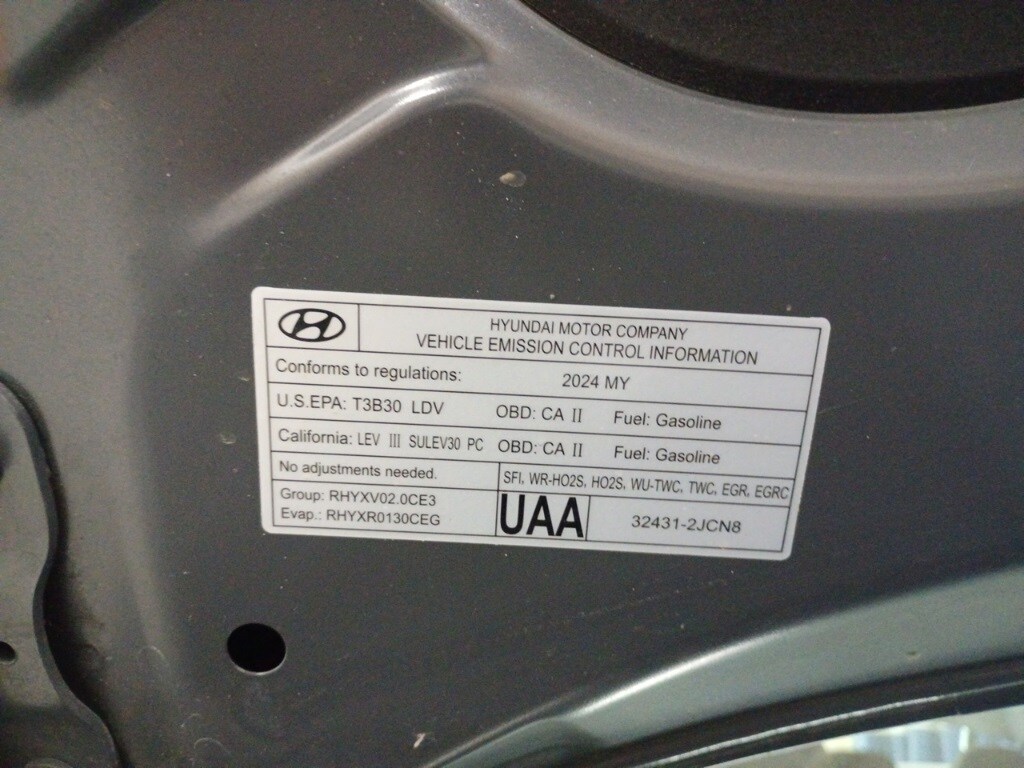 HYUNDAI MOTOR COMPANY
VEHICLE EMISSION CONTROL INFORMATION
Conforms to regulations: 2024 MY
U.S.EPA: T3B30 LDV OBD: CA II Fuel: Gasoline
California: LEV III SULEV30 PC OBD: CA II Fuel: Gasoline
No adjustments needed. SFI, WR-HO2S, HO2S, WU-TWC, TWC, EGR, EGRC
Group: RHYXV02.0CE3
Evap.: RHYXR0130CEG
UAA 32431-2JCN8